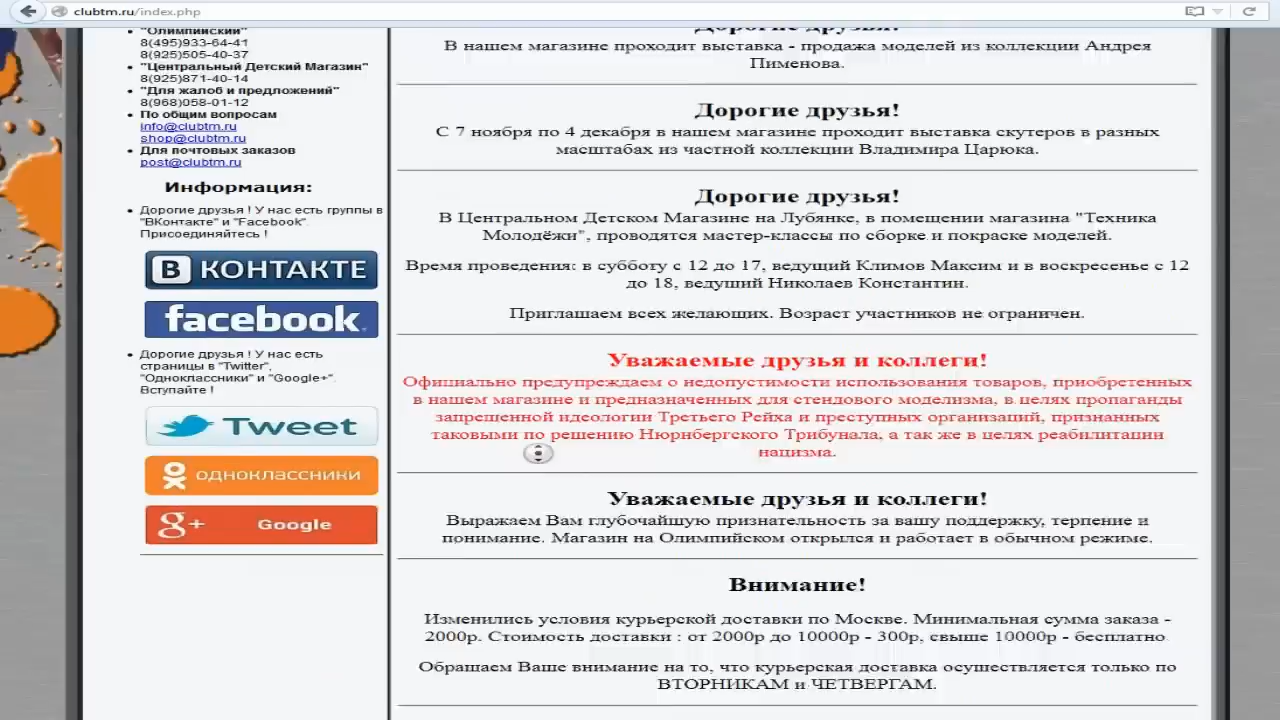 clubtm.ru/index.php
"Олимпийский"
8(495)933-64-41
8(925)505-40-37
"Центральный Детский Магазин"
8(925)871-40-14
"Для жалоб и предложений"
8(968)058-01-12
По общим вопросам
info@clubtm.ru
shop@clubtm.ru
Для почтовых заказов
post@clubtm.ru
Информация:
Дорогие друзья ! У нас есть группы в
"ВКонтакте" и "Facebook".
Присоединяйтесь !
В КОНТАКТЕ
facebook.
Дорогие друзья ! У нас есть
страницы в "Twitter",
"Одноклассники" и "Google+".
Вступайте !
Tweet
одноклассники
g+ Google
Дорогие друзья!
В нашем магазине проходит выставка - продажа моделей из коллекции Андрея
Пименова.
Дорогие друзья!
С 7 ноября по 4 декабря в нашем магазине проходит выставка скутеров в разных
масштабах из частной коллекции Владимира Царюка.
Дорогие друзья!
В Центральном Детском Магазине на Лубянке, в помещении магазина "Техника
Молодёжи", проводятся мастер-классы по сборке и покраске моделей.
Время проведения: в субботу с 12 до 17, ведущий Климов Максим и в воскресенье с 12
до 18, ведущий Николаев Константин.
Приглашаем всех желающих. Возраст участников не ограничен.
Уважаемые друзья и коллеги!
Официально предупреждаем о недопустимости использования товаров, приобретенных
в нашем магазине и предназначенных для стендового моделизма, в целях пропаганды
запрещенной идеологии Третьего Рейха и преступных организаций, признанных
таковыми по решению Нюрнбергского Трибунала, а так же в целях реабилитации
нацизма.
Уважаемые друзья и коллеги!
Выражаем Вам глубочайшую признательность за вашу поддержку, терпение и
понимание. Магазин на Олимпийском открылся и работает в обычном режиме.
Внимание!
Изменились условия курьерской доставки по Москве. Минимальная сумма заказа -
2000р. Стоимость доставки : от 2000р до 10000р - 300р, свыше 10000р - бесплатно
Обращаем Ваше внимание на то, что курьерская доставка осуществляется только по
ВТОРНИКАМ и ЧЕТВЕРГАМ.